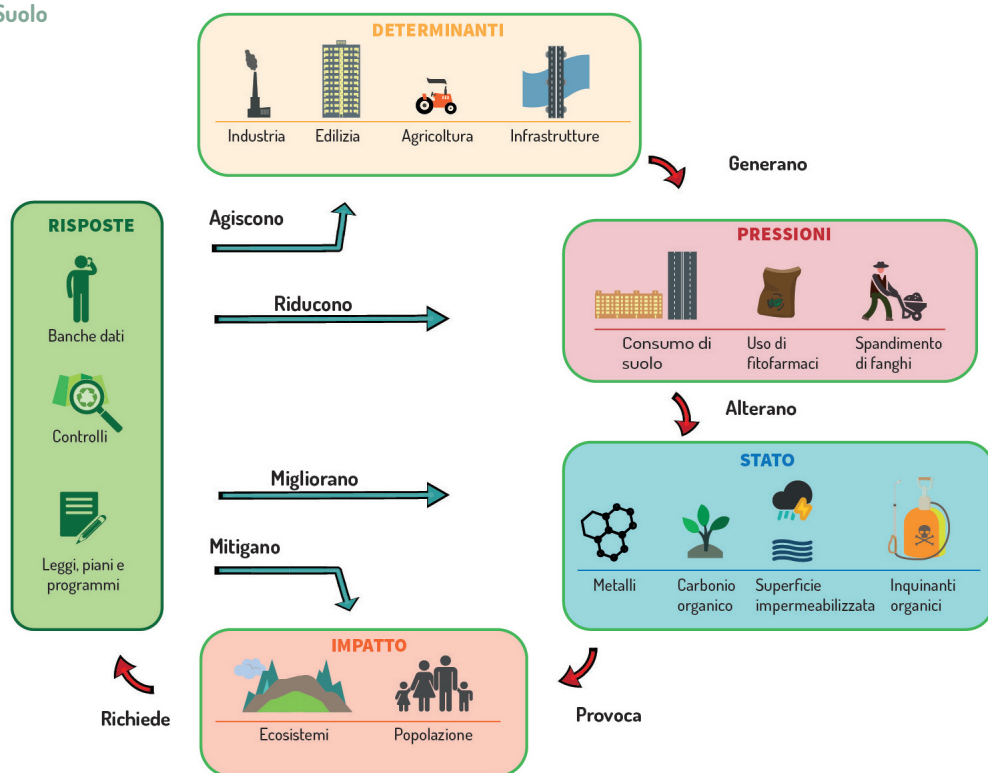 Suolo
DETERMINANTI
Industria
Edilizia
Agricoltura
Infrastrutture
Generano
RISPOSTE
Banche dati
Controlli
Leggi, piani e
programmi
Agiscono
Riducono
PRESSIONI
Consumo di
suolo
Uso di
fitofarmaci
Spandimento
di fanghi
Alterano
Migliorano
Mitigano
STATO
Metalli
Carbonio
organico
Superficie
impermeabilizzata
Inquinanti
organici
IMPATTO
Ecosistemi
Popolazione
Provoca
Richiede